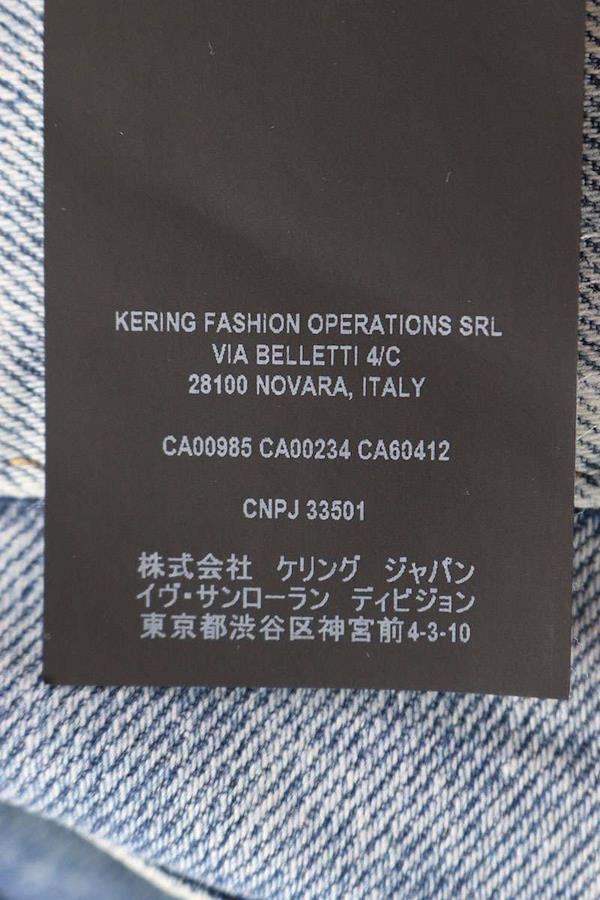 KERING FASHION OPERATIONS SRL
VIA BELLETTI 4/C
28100 NOVARA, ITALY
CA00985 CA00234 CA60412
CNPJ 33501
株式会社 ケリング ジャパン
イヴ・サンローラン ディビジョン
東京都渋谷区神宮前4-3-10